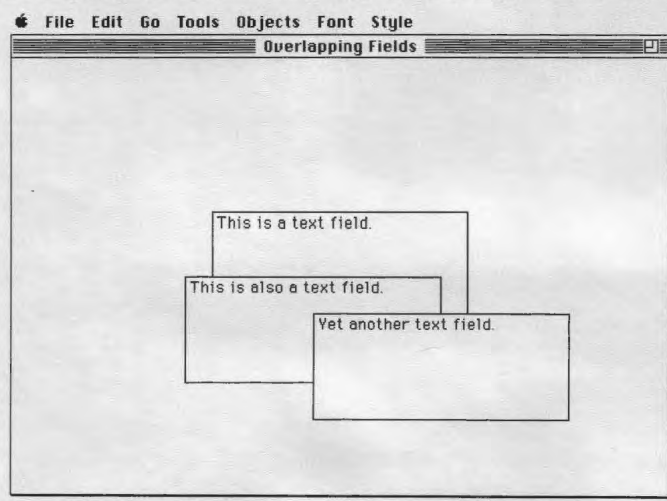 File Edit Go Tools Objects Font Style
Overlapping Fields
This is a text field.
This is also a text field.
Yet another text field.